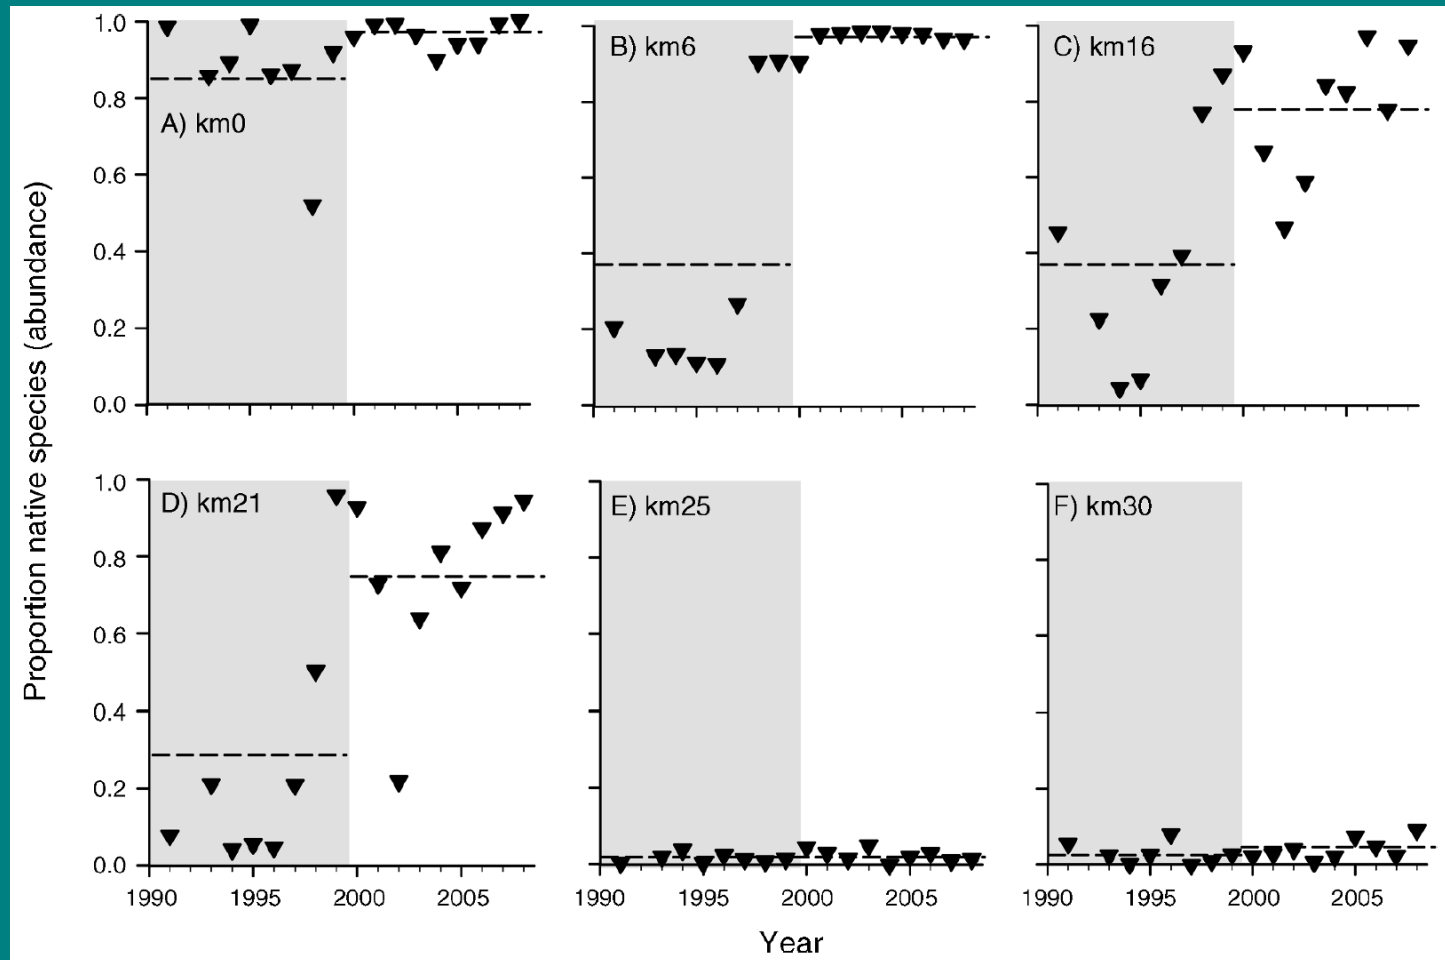 Proportion native species (abundance)
1.0
0.8
0.6
0.4
0.2
0.0
A) km0
B) km6
C) km16
1.0
0.8
0.6
0.4
0.2
0.0
D) km21
E) km25
F) km30
1990 1995 2000 2005
1990 1995 2000 2005
1990 1995 2000 2005
Year